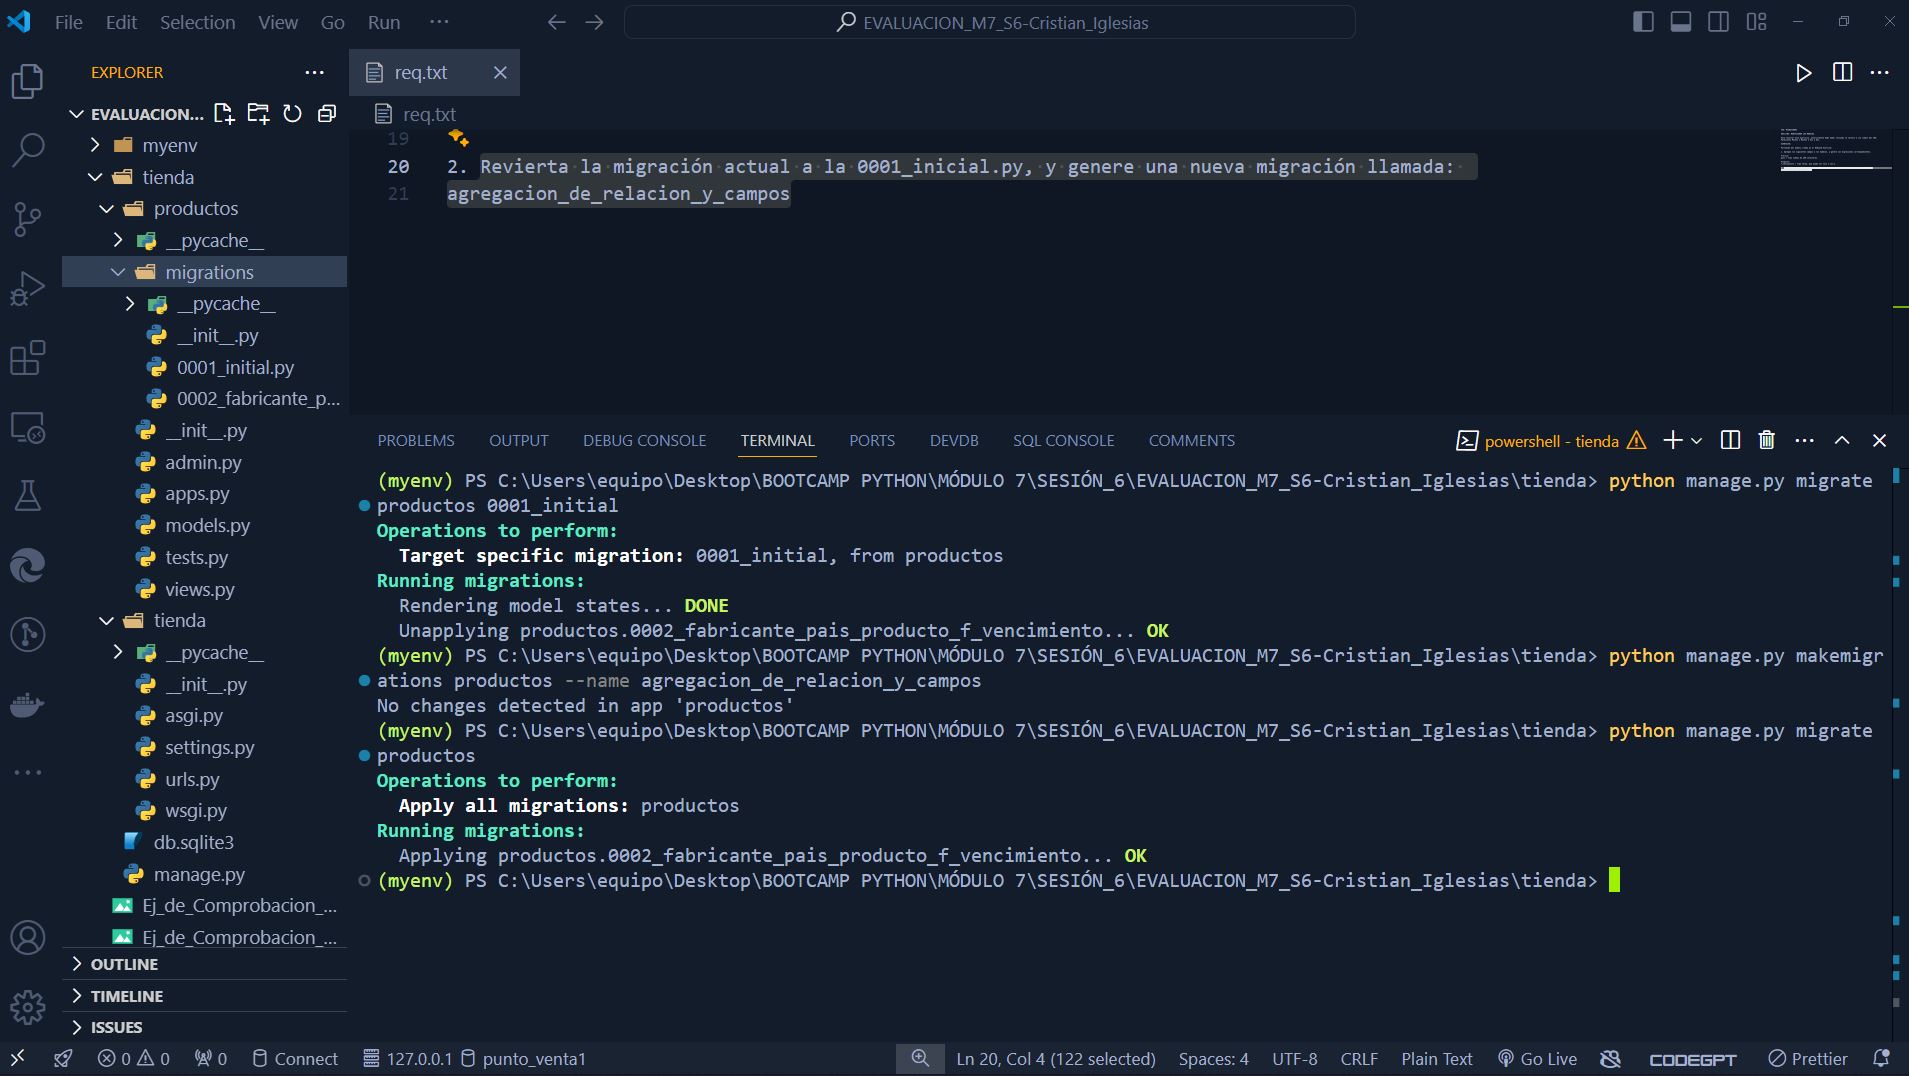 File Edit Selection View Go Run ···
EVALUACION_M7_S6-Cristian_Iglesias
EXPLORER
EVALUACION...
myenv
tienda
productos
__pycache__
migrations
__pycache__
__init__.py
0001_initial.py
0002_fabricante_p...
__init__.py
admin.py
apps.py
models.py
tests.py
views.py
tienda
__pycache__
__init__.py
asgi.py
settings.py
urls.py
wsgi.py
db.sqlite3
manage.py
Ej_de_Comprobacion_...
Ej_de_Comprobacion_...
OUTLINE
TIMELINE
ISSUES
req.txt
req.txt
19
20 2. Revierta la migración actual a la 0001_inicial.py, y genere una nueva migración llamada:
21 agregacion_de_relacion_y_campos
PROBLEMS OUTPUT DEBUG CONSOLE TERMINAL PORTS DEVDB SQL CONSOLE COMMENTS
powershell - tienda
(myenv) PS C:\Users\equipo\Desktop\BOOTCAMP PYTHON\MÓDULO 7\SESIÓN_6\EVALUACION_M7_S6-Cristian_Iglesias\tienda> python manage.py migrate
productos 0001_initial
Operations to perform:
Target specific migration: 0001_initial, from productos
Running migrations:
Rendering model states... DONE
Unapplying productos.0002_fabricante_pais_producto_f_vencimiento... OK
(myenv) PS C:\Users\equipo\Desktop\BOOTCAMP PYTHON\MÓDULO 7\SESIÓN_6\EVALUACION_M7_S6-Cristian_Iglesias\tienda> python manage.py makemigr
ations productos --name agregacion_de_relacion_y_campos
No changes detected in app 'productos'
(myenv) PS C:\Users\equipo\Desktop\BOOTCAMP PYTHON\MÓDULO 7\SESIÓN_6\EVALUACION_M7_S6-Cristian_Iglesias\tienda> python manage.py migrate
productos
Operations to perform:
Apply all migrations: productos
Running migrations:
Applying productos.0002_fabricante_pais_producto_f_vencimiento... OK
(myenv) PS C:\Users\equipo\Desktop\BOOTCAMP PYTHON\MÓDULO 7\SESIÓN_6\EVALUACION_M7_S6-Cristian_Iglesias\tienda>
0 0 0 Connect 127.0.0.1 punto_venta1 Ln 20, Col 4 (122 selected) Spaces: 4 UTF-8 CRLF Plain Text Go Live CODEGPT Prettier